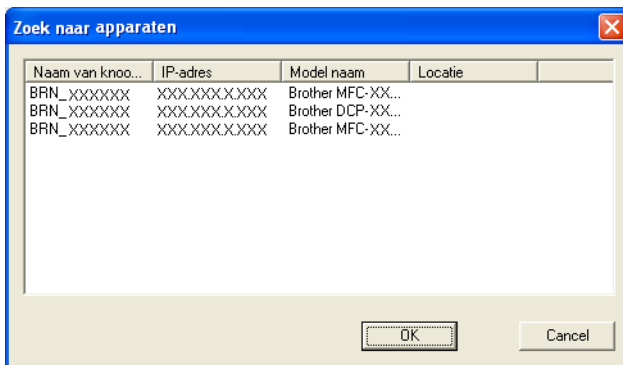 Zoek naar apparaten
Naam van knoo... IP-adres Model naam Locatie
BRN_XXXXXX XXX.XXX.X.XXX Brother MFC-XX...
BRN_XXXXXX XXX.XXX.X.XXX Brother DCP-XX...
BRN_XXXXXX XXX.XXX.X.XXX Brother MFC-XX...
OK Cancel